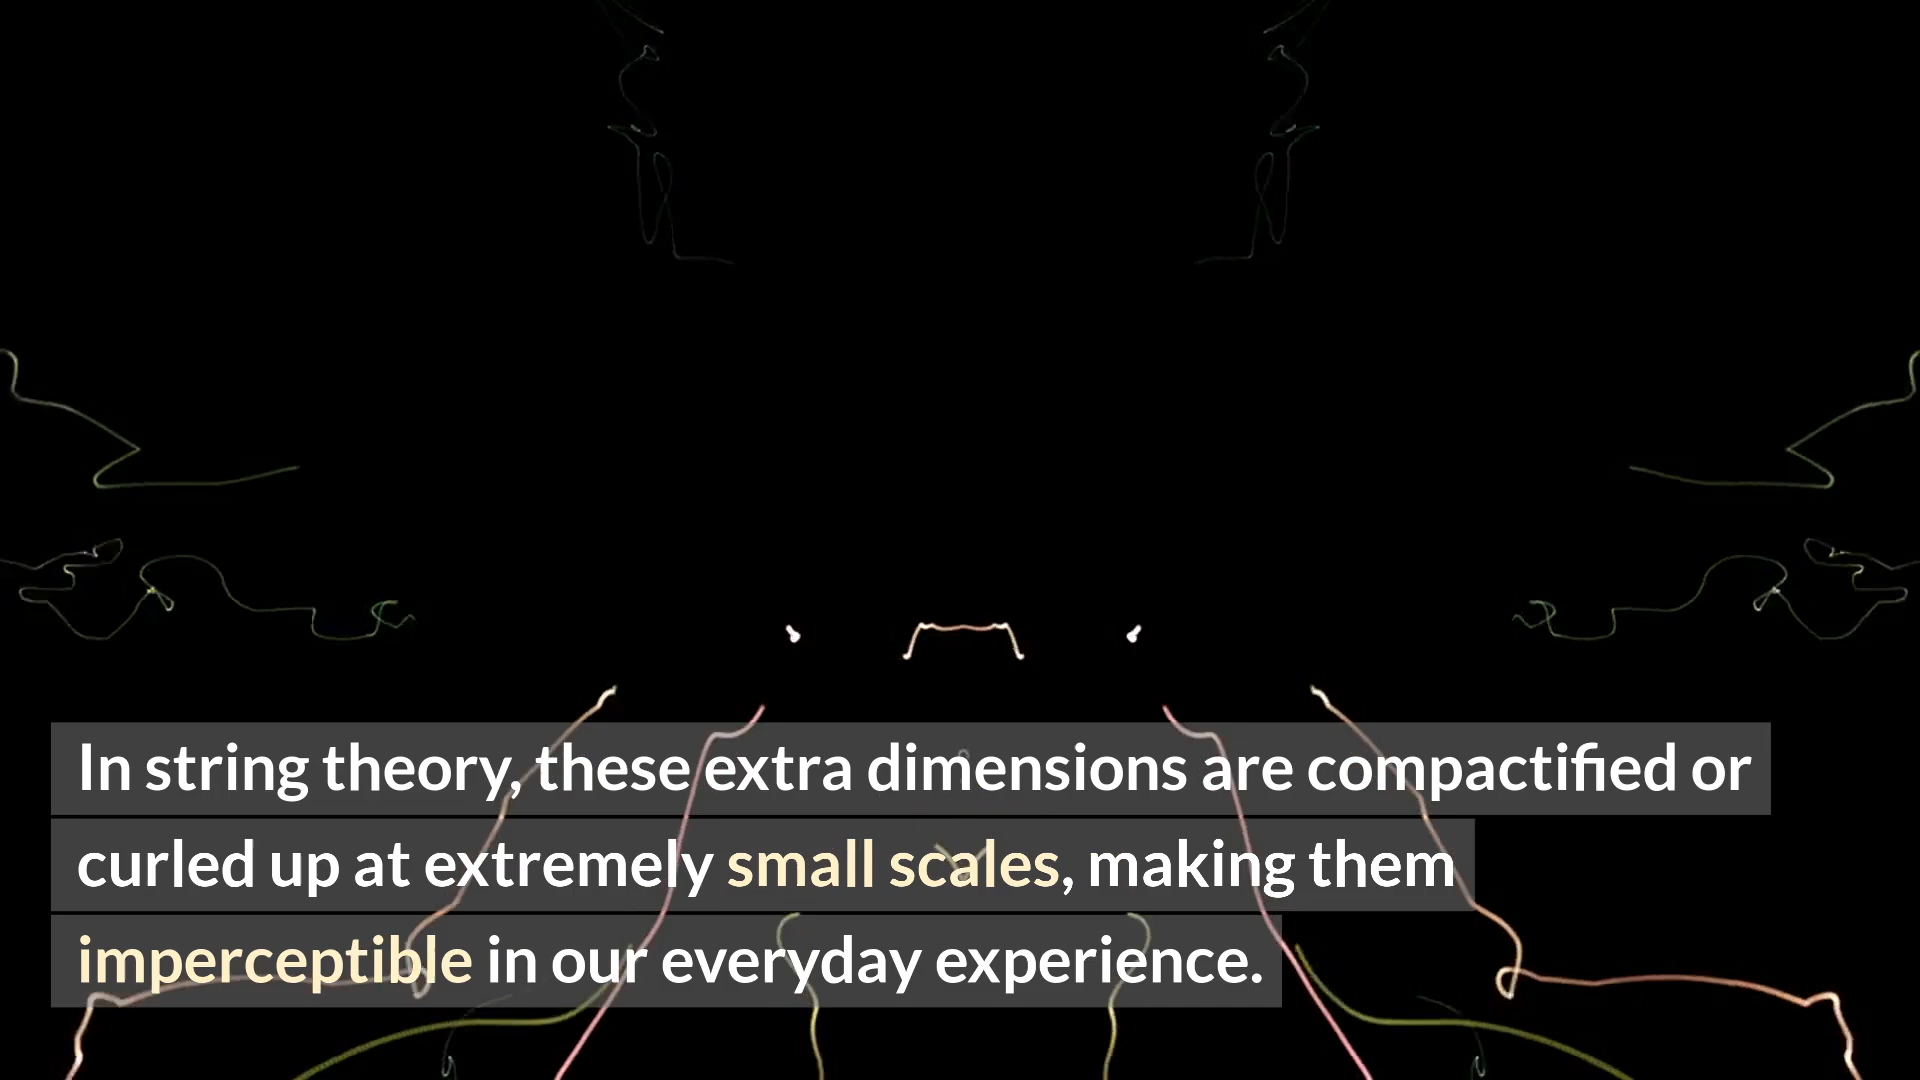 In string theory, these extra dimensions are compactified or
curled up at extremely small scales, making them
imperceptible in our everyday experience.